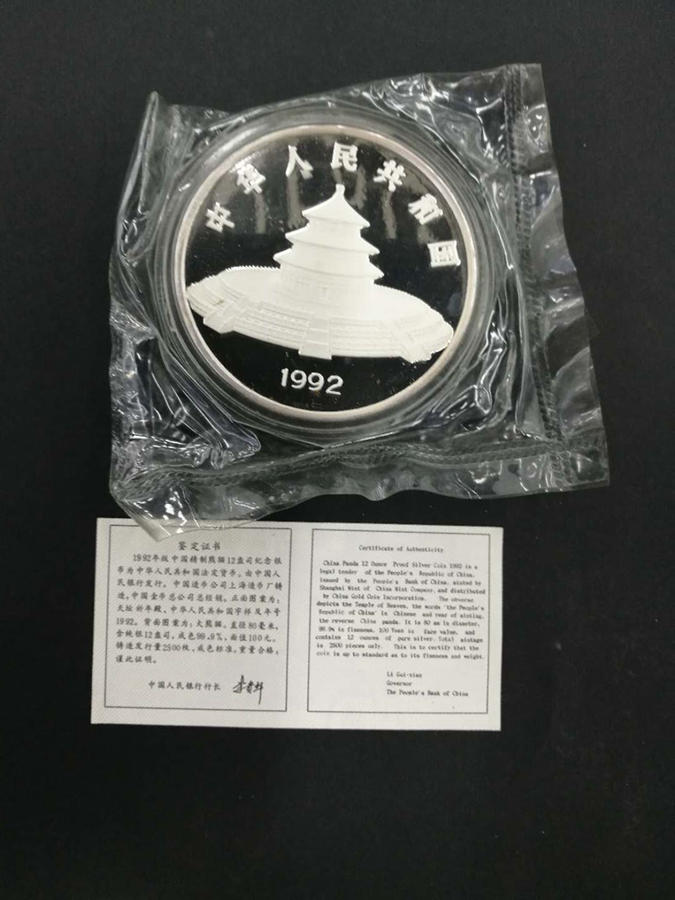 中华人民共和国
1992
鉴定证书
1992年版中国精制熊猫12盎司纪念银
币为中华人民共和国法定货币。由中国人
民银行发行。中国造币公司上海造币厂铸
造,中国金币总公司总经销。正面图案为:
天坛祈年殿、中华人民共和国字样及年号
1992。背面图案为:大熊猫。直径80毫米,
含纯银12盎司,成色99.9%,面值100元。
铸造发行量2500枚,成色标准,重量合格,
谨此证明。
中国人民银行行长
Certificate of Authenticity
China Panda 12 Ounce Proof Silver Coin 1992 is a
legal tender of the People's Republic of China,
issued by the People's Bank of China, minted by
Shanghai Mint of China Mint Company, and distributed
by China Gold Coin Incorporation. The obverse
depicts the Temple of Heaven, the words 'the People's
Republic of China' in Chinese and year of minting,
the reverse China panda. It is 80 mm in diameter,
99.9% in fineness, 100 Yuan in face value, and
contains 12 ounces of pure silver. Total mintage
is 2500 pieces only. This is to certify that the
coin is up to standard as to its fineness and weight.
Li Gui-xian
Governor
The People's Bank of China